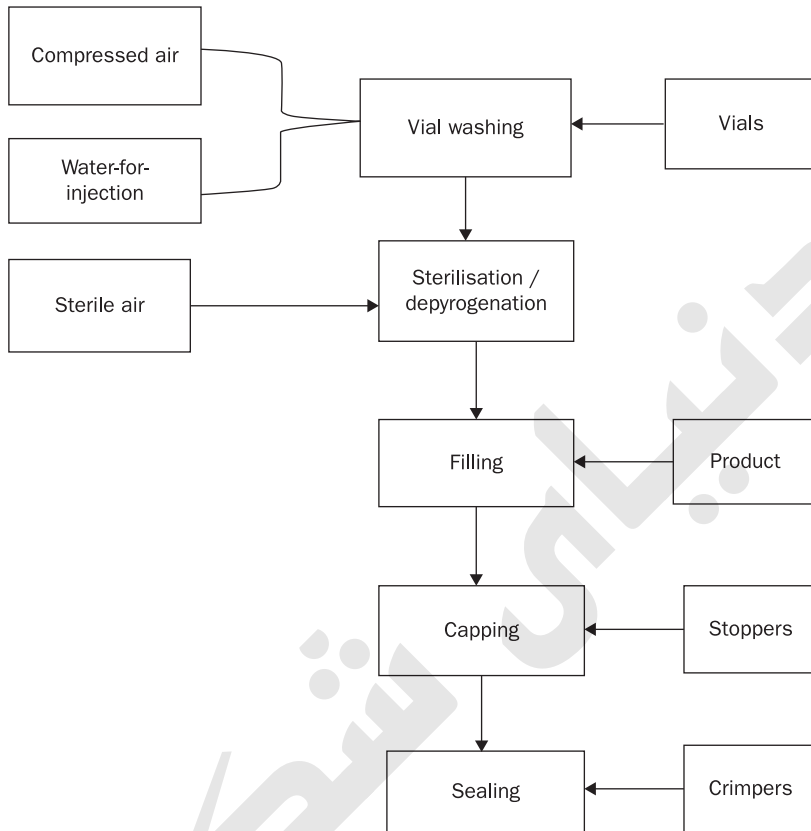 Compressed air
Vial washing
Vials
Water-for-
injection
Sterile air
Sterilisation /
depyrogenation
Filling
Product
Capping
Stoppers
Sealing
Crimpers